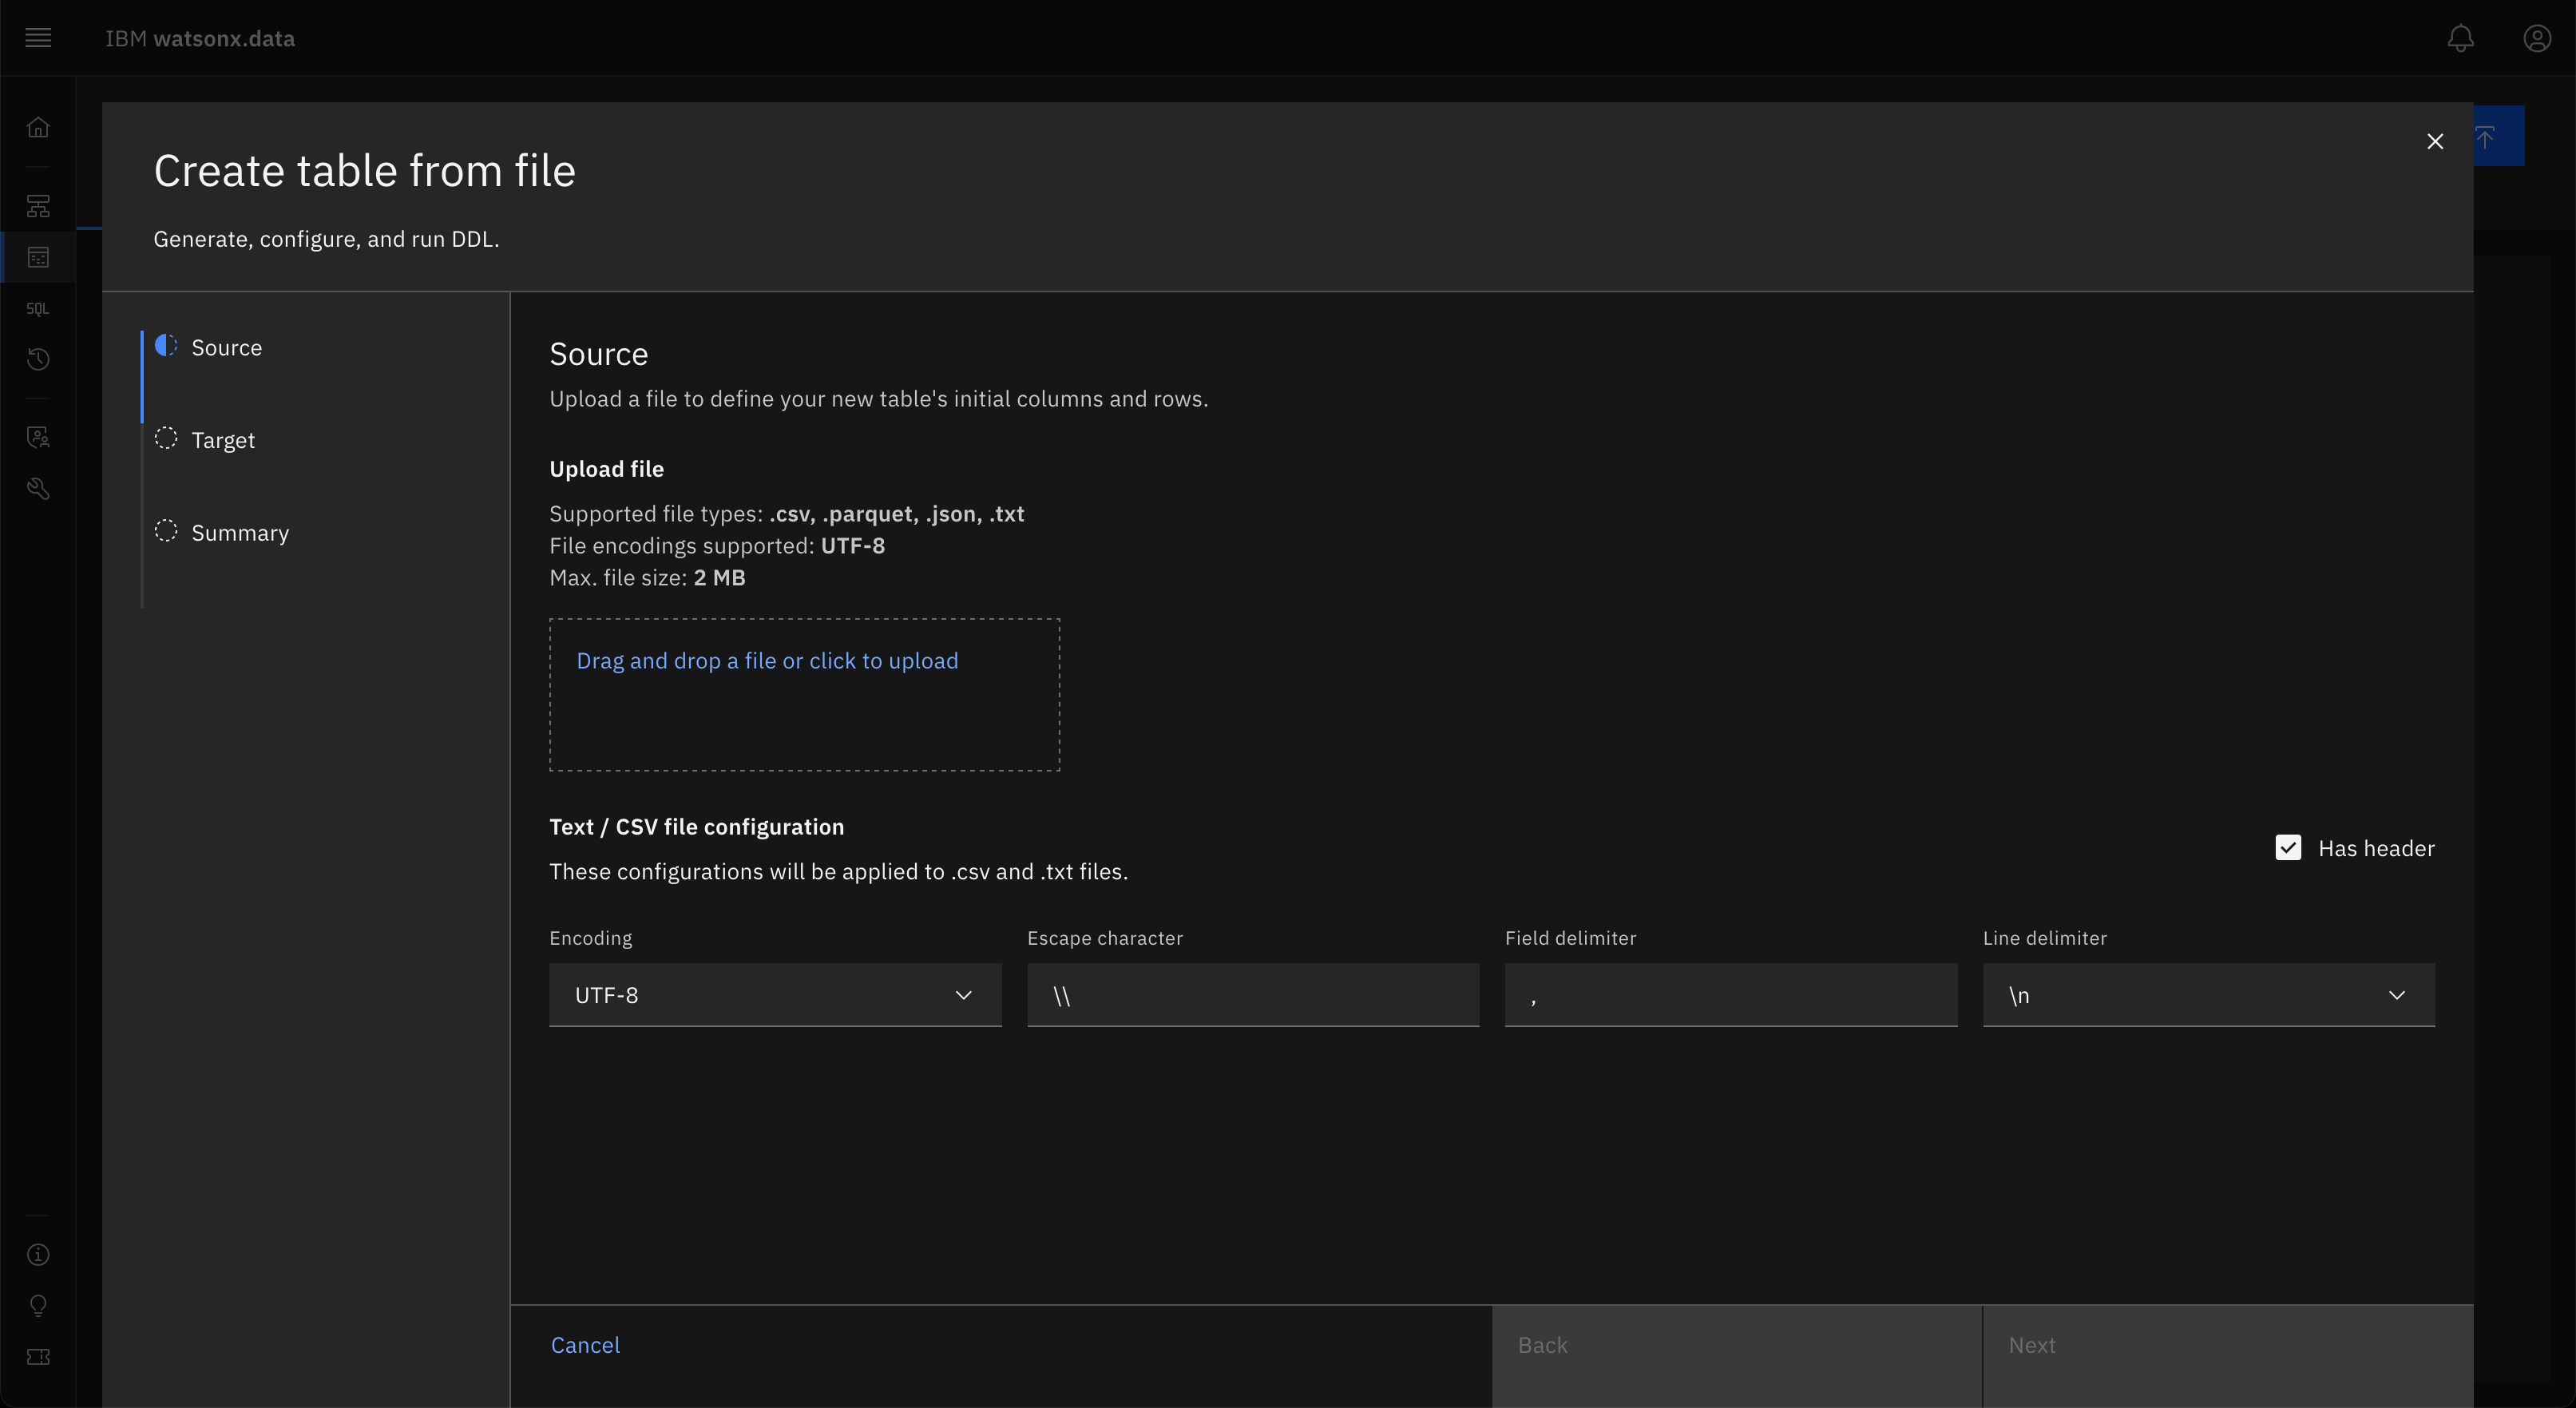 IBM watsonx.data
Create table from file
Generate, configure, and run DDL.
SQL
Source
Target
Summary
Source
Upload a file to define your new table's initial columns and rows.
Upload file
Supported file types: .csv, .parquet, .json, .txt
File encodings supported: UTF-8
Max. file size: 2 MB
Drag and drop a file or click to upload
Text / CSV file configuration
These configurations will be applied to .csv and .txt files.
Has header
Encoding
Escape character
Field delimiter
Line delimiter
UTF-8
\\
,
\n
Cancel
Back
Next